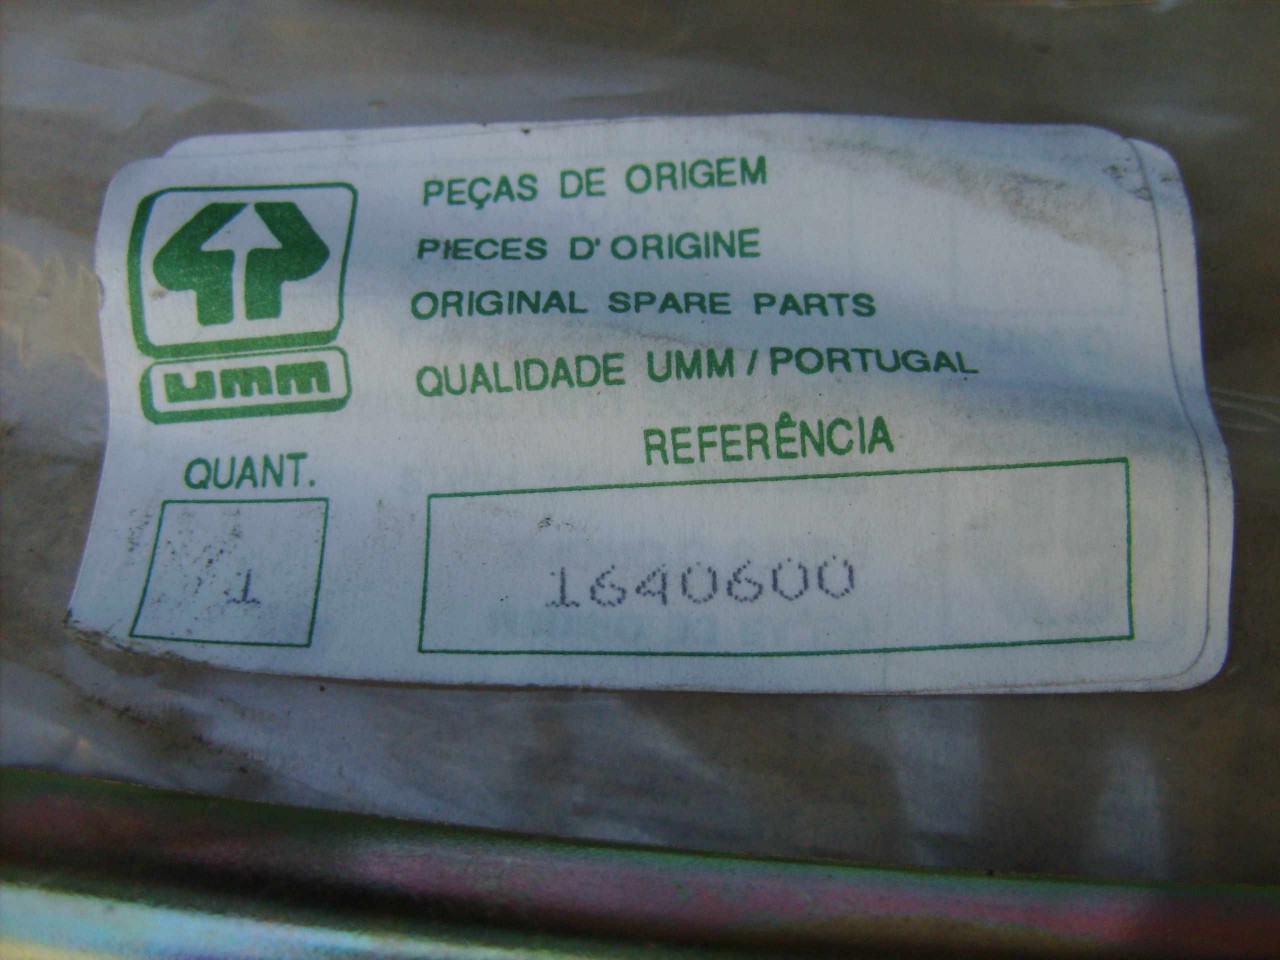 PEÇAS DE ORIGEM
PIECES D'ORIGINE
ORIGINAL SPARE PARTS
QUALIDADE UMM / PORTUGAL
umm
QUANT.
REFERÊNCIA
1
1640600